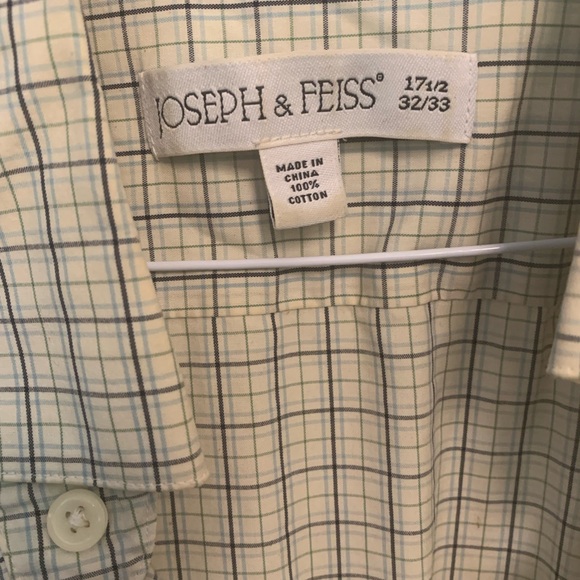 JOSEPH & FEISS®
17 1/2
32/33
MADE IN
CHINA
100%
COTTON